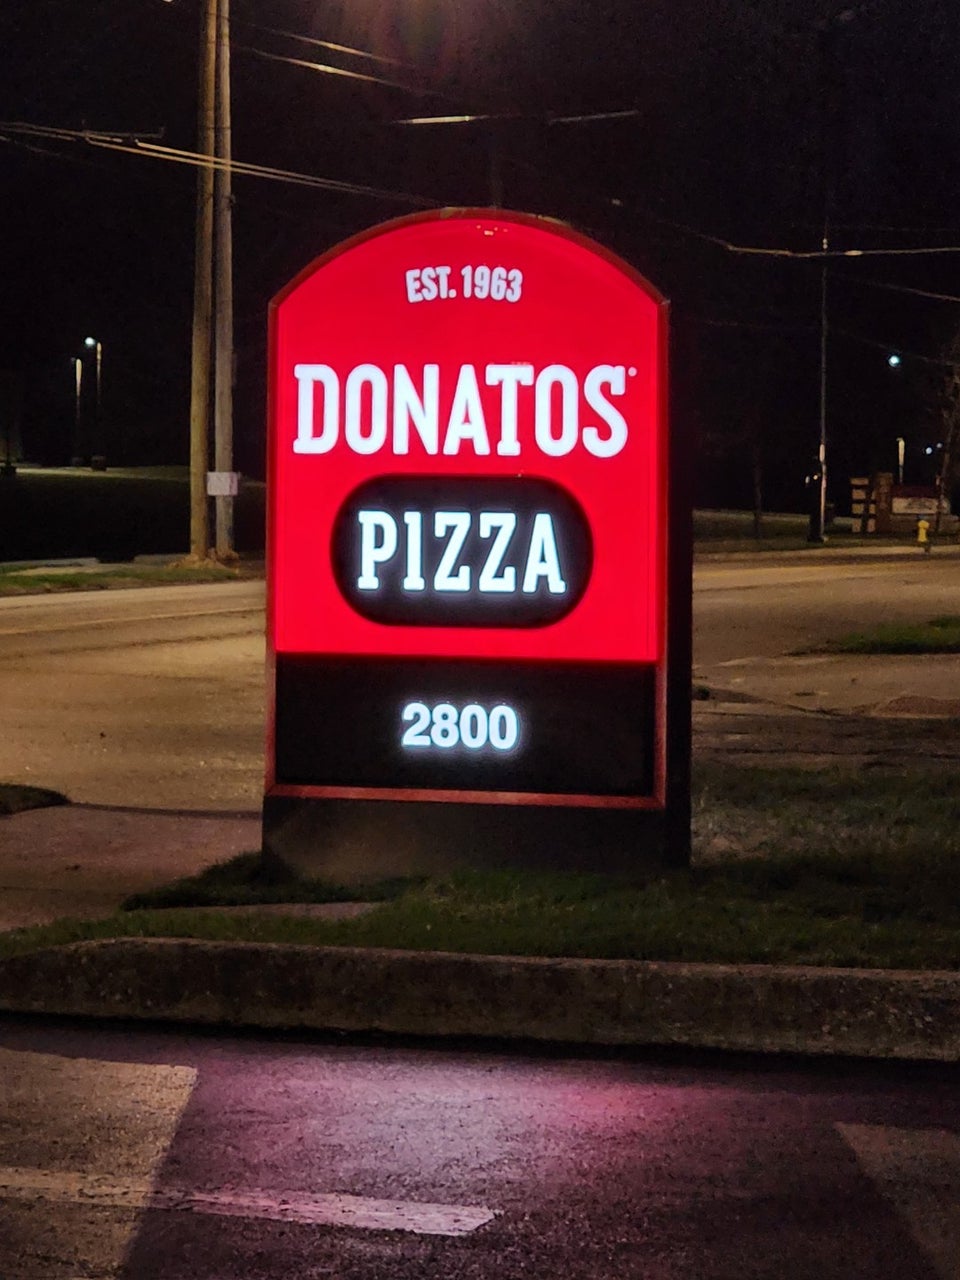 EST. 1963
DONATOS
PIZZA
2800